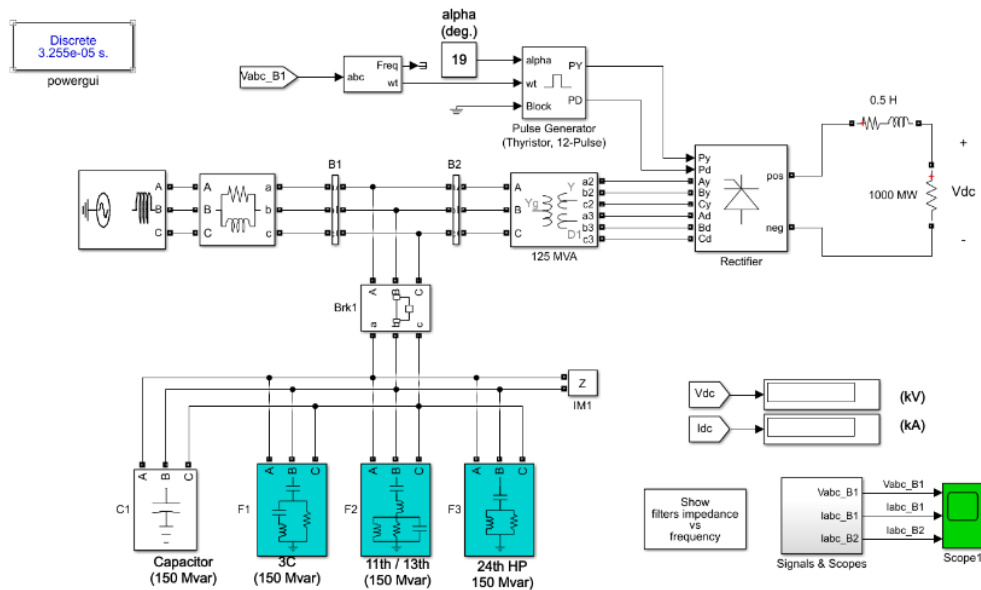 Discrete
3.255e-05 s.
powergui
alpha
(deg.)
19
Vabc_B1
abc
Freq
wt
alpha
wt
Block
PY
PD
Pulse Generator
(Thyristor, 12-Pulse)
0.5 H
1000 MW
+
Vdc
-
A
B
C
A
B
C
a
b
c
B1
B2
A
B
C
Yg
Y
D1
a2
b2
c2
a3
b3
c3
125 MVA
Py
Pd
Ay
By
Cy
Ad
Bd
Cd
pos
neg
Rectifier
Brk1
A
B
C
a
b
c
Z
IM1
A
B
C
C1
Capacitor
(150 Mvar)
A
B
C
F1
3C
(150 Mvar)
A
B
C
F2
11th / 13th
(150 Mvar)
A
B
C
F3
24th HP
150 Mvar)
Vdc
(kV)
Idc
(kA)
Show
filters impedance
vs
frequency
Vabc_B1
Iabc_B1
Iabc_B2
Signals & Scopes
Vabc_B1
Iabc_B1
Iabc_B2
Scope1